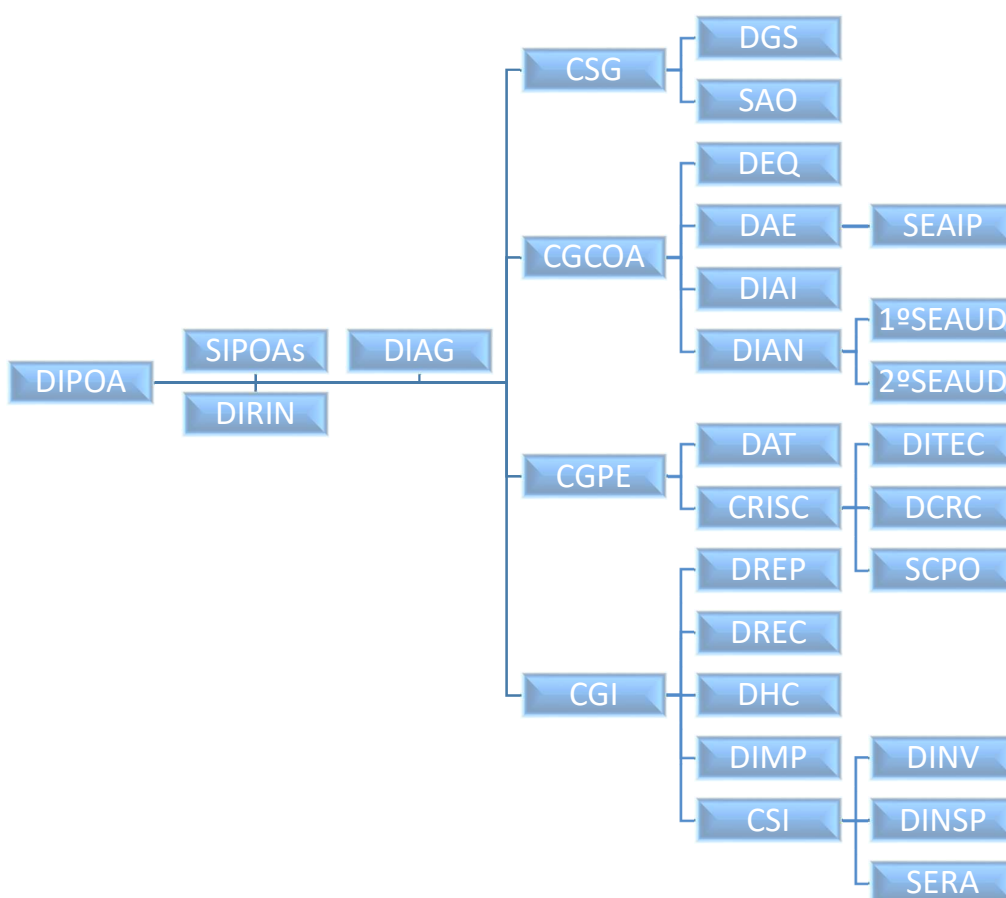 DIPOA
SIPOAs
DIRIN
DIAG
CSG
DGS
SAO
CGCOA
DEQ
DAE
SEAIP
DIAI
DIAN
1ºSEAUD
2ºSEAUD
CGPE
DAT
CRISC
DITEC
DCRC
SCPO
CGI
DREP
DREC
DHC
DIMP
CSI
DINV
DINSP
SERA